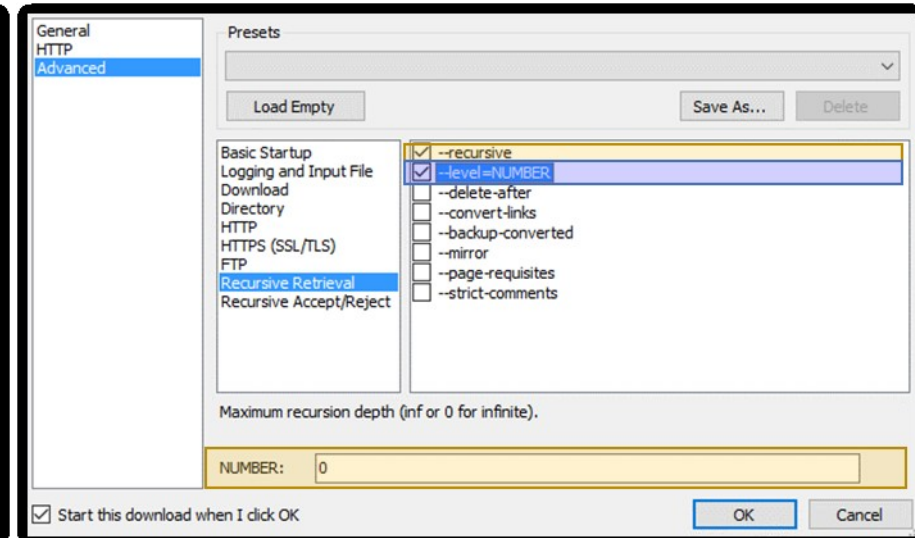 General
HTTP
Advanced
Presets
Load Empty
Save As...
Delete
Basic Startup
Logging and Input File
Download
Directory
HTTP
HTTPS (SSL/TLS)
FTP
Recursive Retrieval
Recursive Accept/Reject
--recursive
--level=NUMBER
--delete-after
--convert-links
--backup-converted
--mirror
--page-requisites
--strict-comments
Maximum recursion depth (inf or 0 for infinite).
NUMBER: 0
Start this download when I click OK
OK
Cancel